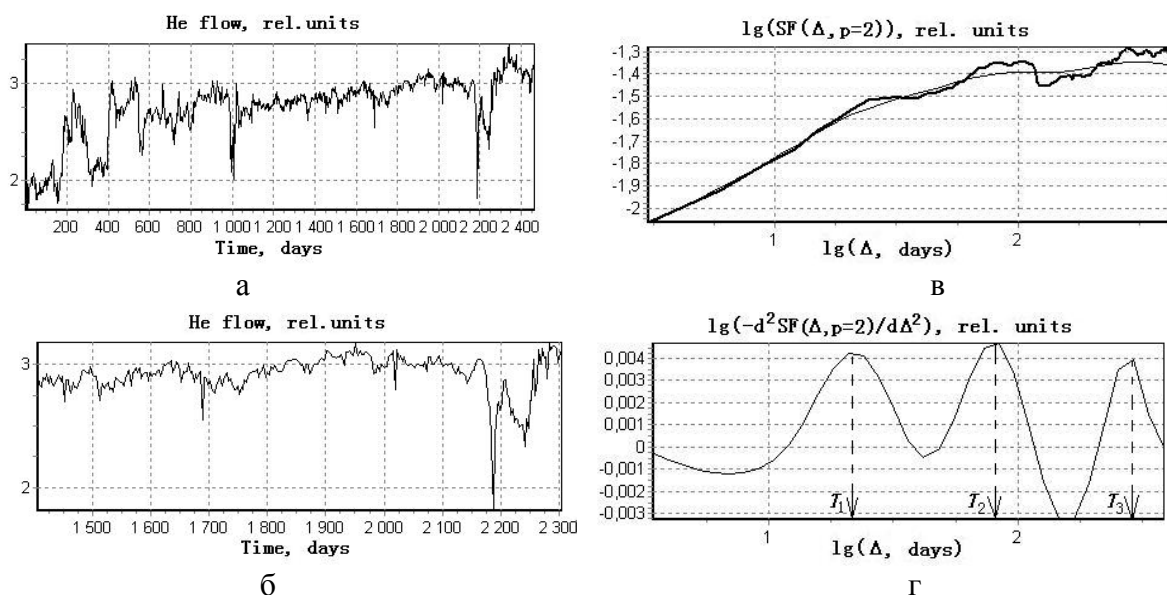 He flow, rel.units
3
2
200 400 600 800 1 000 1 200 1 400 1 600 1 800 2 000 2 200 2 400
Time, days
а
lg(SF(Δ,p=2)), rel. units
-1,3
-1,4
-1,5
-1,6
-1,8
-1,9
-2
1 2
lg(Δ, days)
в
He flow, rel.units
3
2
1 500 1 600 1 700 1 800 1 900 2 000 2 100 2 200 2 300
Time, days
б
lg(-d²SF(Δ,p=2)/dΔ²), rel. units
0,004
0,003
0,002
0,001
0
-0,001
-0,002
-0,003
T₁ T₂ T₃
1 2
lg(Δ, days)
г